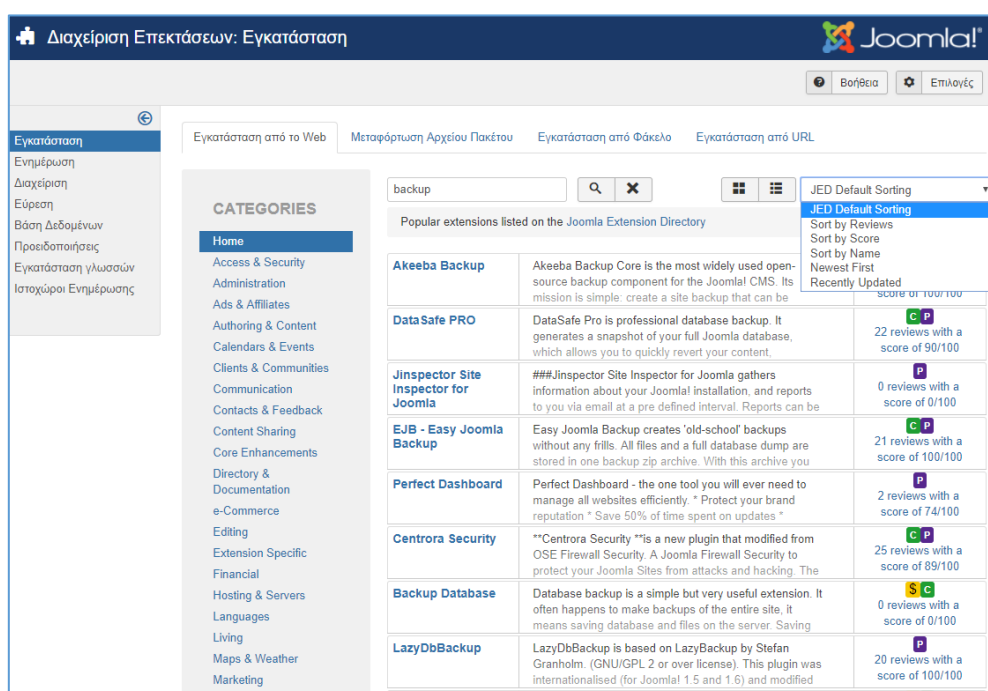 Διαχείριση Επεκτάσεων: Εγκατάσταση
Joomla!®
Βοήθεια
Επιλογές
Εγκατάσταση
Ενημέρωση
Διαχείριση
Εύρεση
Βάση Δεδομένων
Προειδοποιήσεις
Εγκατάσταση γλωσσών
Ιστοχώροι Ενημέρωσης
Εγκατάσταση από το Web
Μεταφόρτωση Αρχείου Πακέτου
Εγκατάσταση από Φάκελο
Εγκατάσταση από URL
CATEGORIES
Home
Access & Security
Administration
Ads & Affiliates
Authoring & Content
Calendars & Events
Clients & Communities
Communication
Contacts & Feedback
Content Sharing
Core Enhancements
Directory &
Documentation
e-Commerce
Editing
Extension Specific
Financial
Hosting & Servers
Languages
Living
Maps & Weather
Marketing
backup
JED Default Sorting
JED Default Sorting
Sort by Reviews
Sort by Score
Sort by Name
Newest First
Recently Updated
Popular extensions listed on the Joomla Extension Directory
Akeeba Backup
Akeeba Backup Core is the most widely used open-
source backup component for the Joomla! CMS. Its
mission is simple: create a site backup that can be
score of 100/100
DataSafe PRO
DataSafe Pro is professional database backup. It
generates a snapshot of your full Joomla database,
which allows you to quickly revert your content,
C P
22 reviews with a
score of 90/100
Jinspector Site
Inspector for
Joomla
###Jinspector Site Inspector for Joomla gathers
information about your Joomla! installation, and reports
to you via email at a pre defined interval. Reports can be
P
0 reviews with a
score of 0/100
EJB - Easy Joomla
Backup
Easy Joomla Backup creates 'old-school' backups
without any frills. All files and a full database dump are
stored in one backup zip archive. With this archive you
C P
21 reviews with a
score of 100/100
Perfect Dashboard
Perfect Dashboard - the one tool you will ever need to
manage all websites efficiently. * Protect your brand
reputation * Save 50% of time spent on updates *
P
2 reviews with a
score of 74/100
Centrora Security
**Centrora Security **is a new plugin that modified from
OSE Firewall Security. A Joomla Firewall Security to
protect your Joomla Sites from attacks and hacking. The
C P
25 reviews with a
score of 89/100
Backup Database
Database backup is a simple but very useful extension. It
often happens to make backups of the entire site, it
means saving database and files on the server. Saving
$ C
0 reviews with a
score of 0/100
LazyDbBackup
LazyDbBackup is based on LazyBackup by Stefan
Granholm. (GNU/GPL 2 or over license). This plugin was
internationalised (for Joomla! 1.5 and 1.6) and modified
P
20 reviews with a
score of 100/100